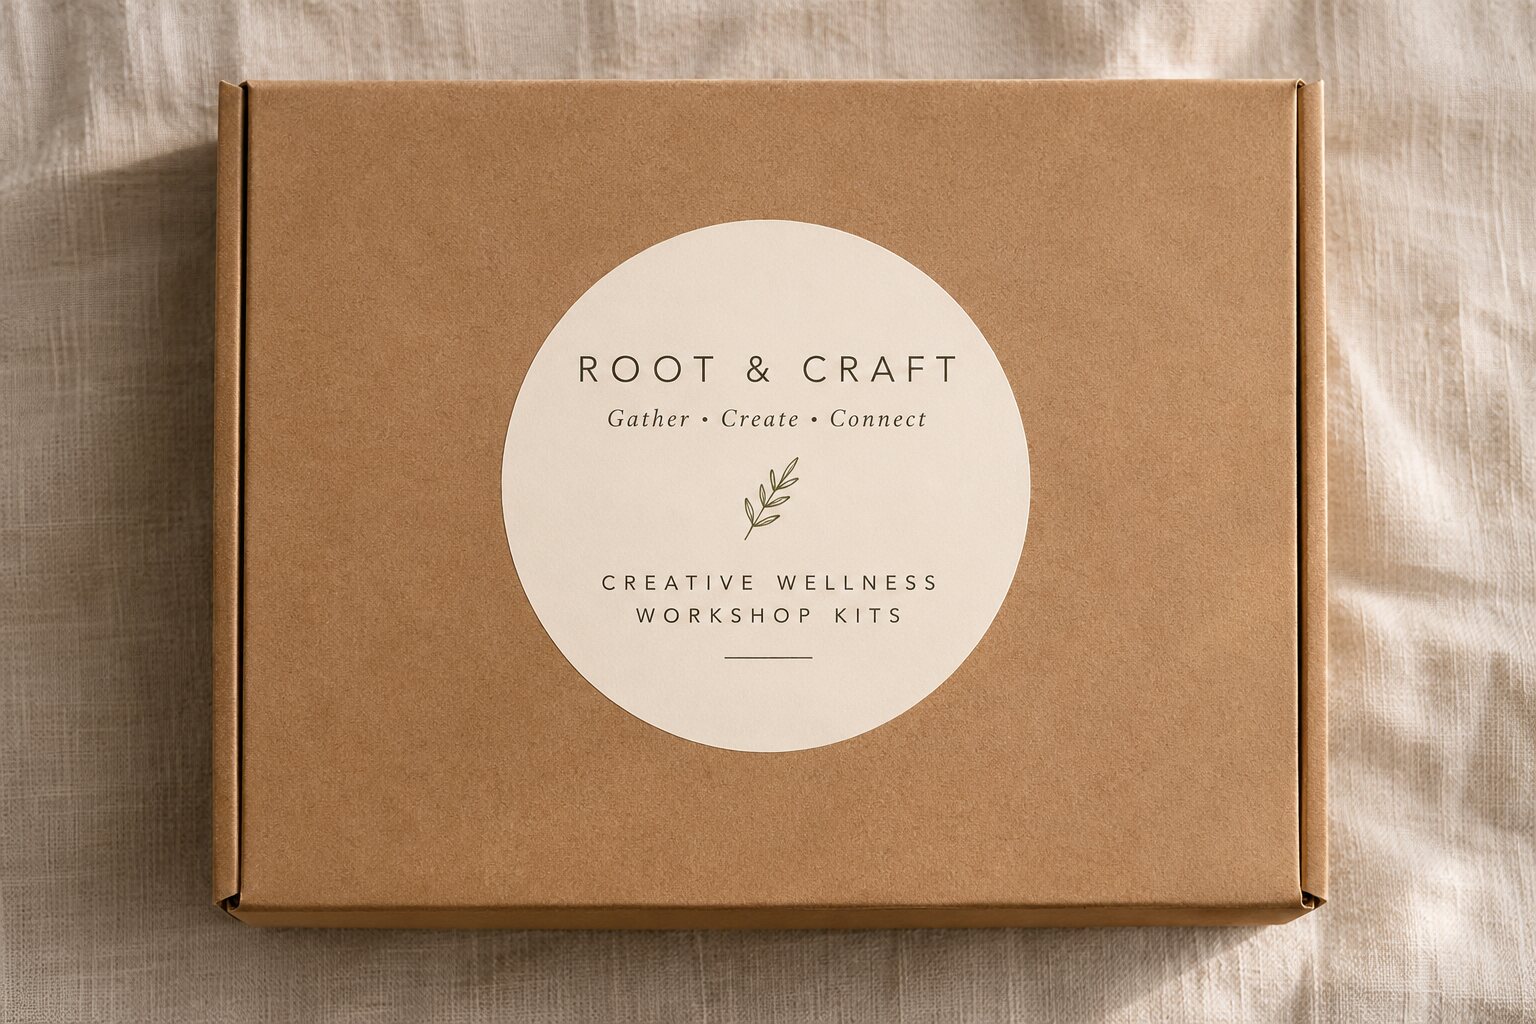 ROOT & CRAFT
Gather • Create • Connect
CREATIVE WELLNESS
WORKSHOP KITS